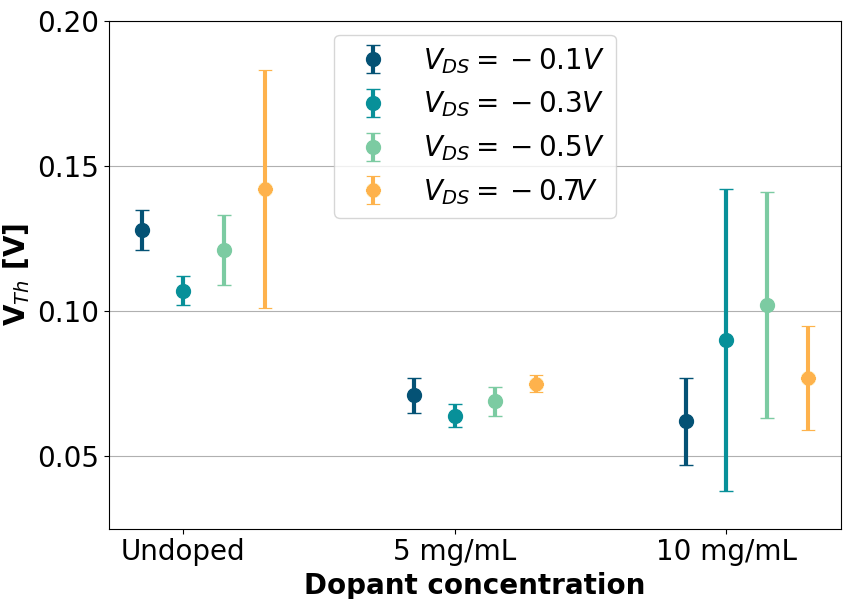 0.20
0.15
0.10
0.05
V_Th [V]
V_DS = −0.1V
V_DS = −0.3V
V_DS = −0.5V
V_DS = −0.7V
Undoped 5 mg/mL 10 mg/mL
Dopant concentration